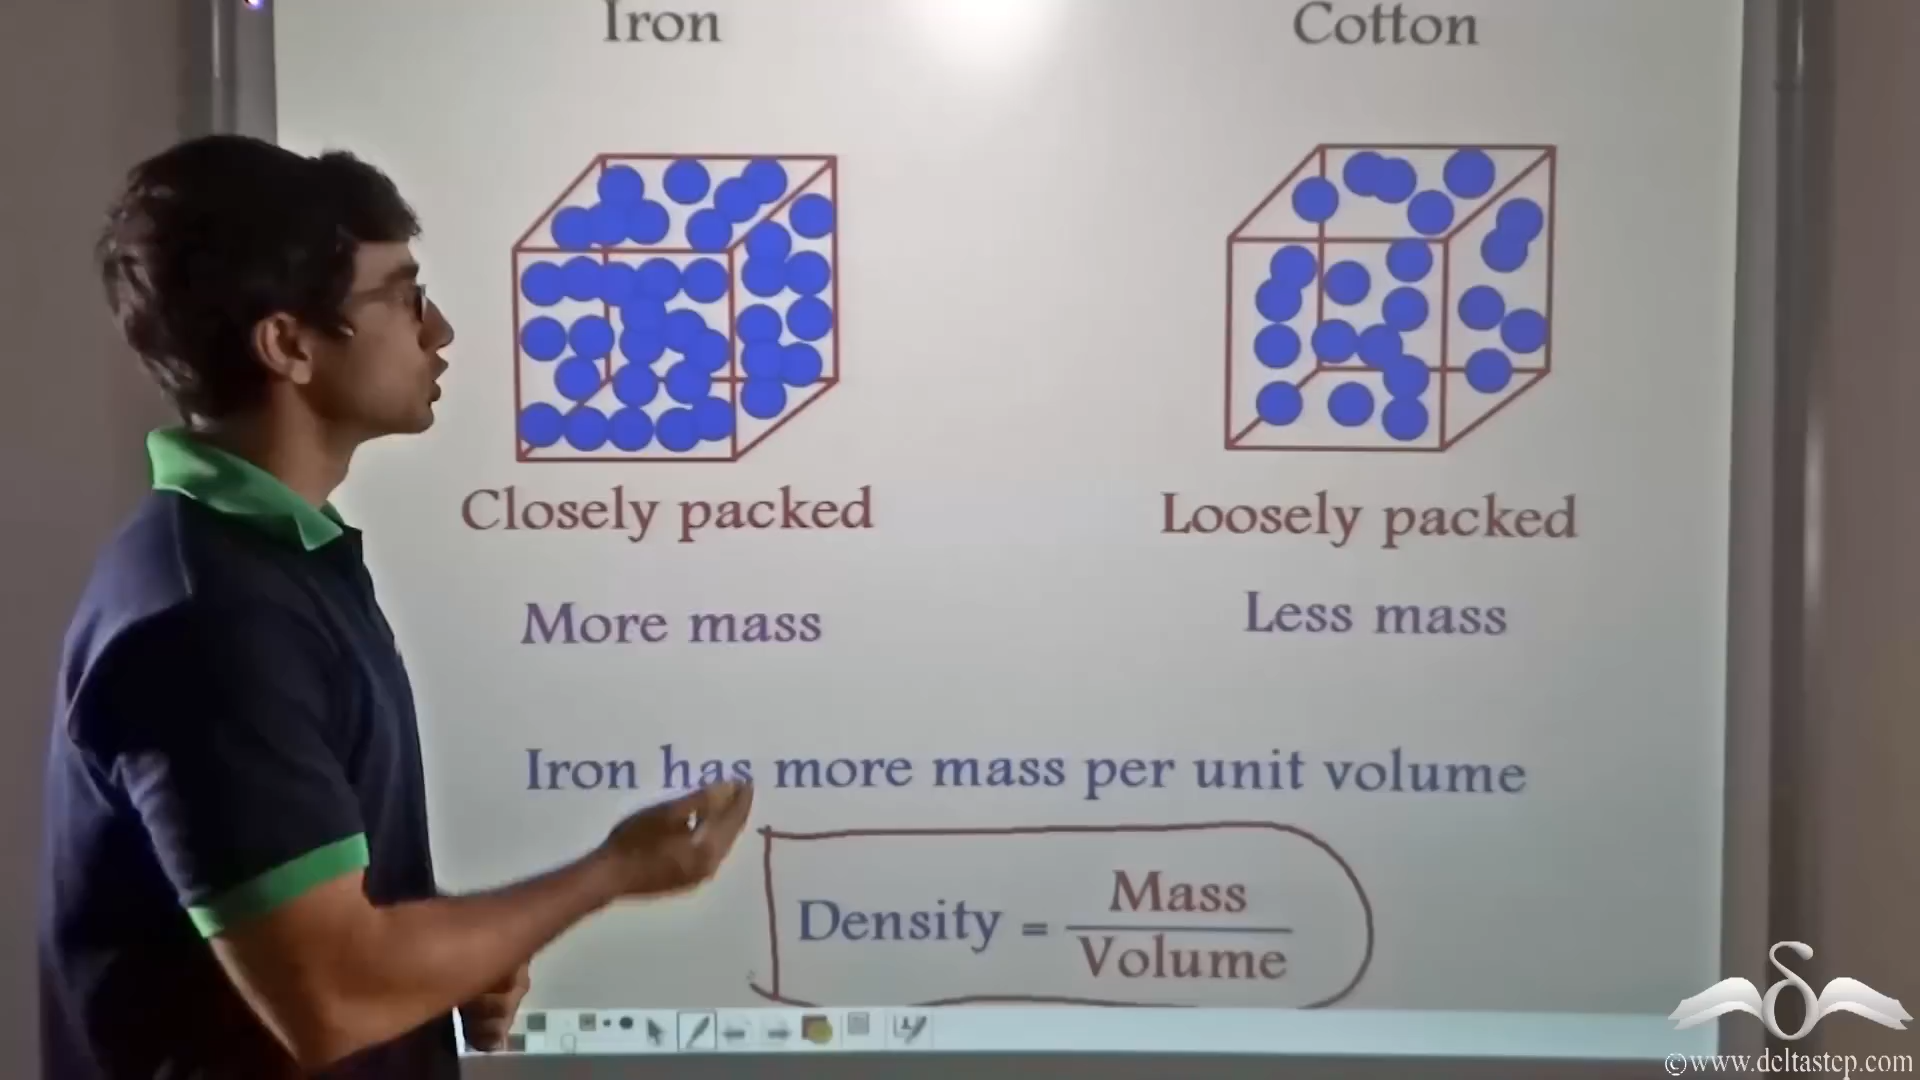 Iron
Cotton
Closely packed
Loosely packed
More mass
Less mass
Iron has more mass per unit volume
Density = Mass
Volume
©www.deltastep.com